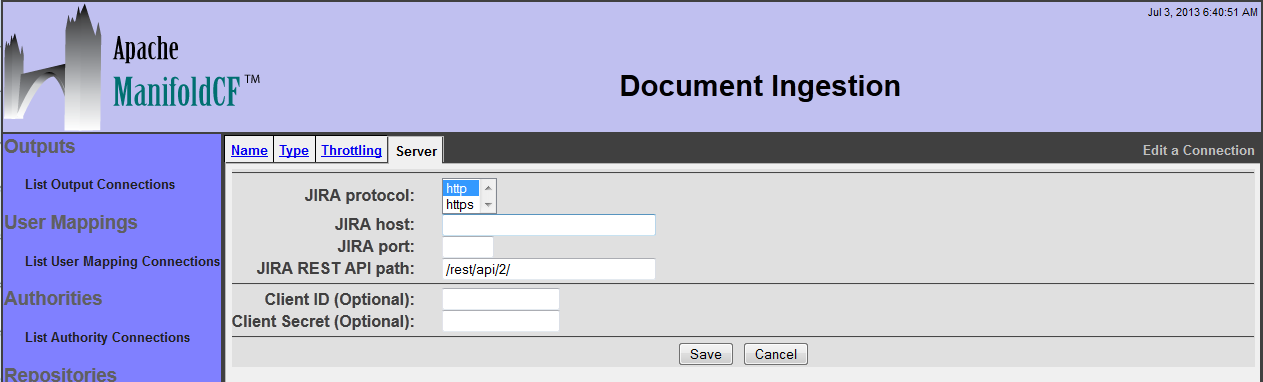 Jul 3, 2013 6:40:51 AM
Apache
ManifoldCF™
Document Ingestion
Outputs
List Output Connections
User Mappings
List User Mapping Connections
Authorities
List Authority Connections
Repositories
Name Type Throttling Server Edit a Connection
JIRA protocol: http
https
JIRA host:
JIRA port:
JIRA REST API path: /rest/api/2/
Client ID (Optional):
Client Secret (Optional):
Save Cancel